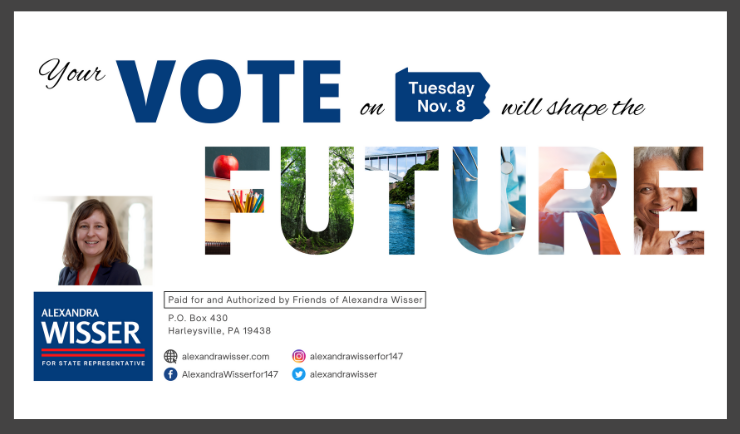 Your VOTE on Tuesday Nov. 8 will shape the
FUTURE
ALEXANDRA
WISSER
FOR STATE REPRESENTATIVE
Paid for and Authorized by Friends of Alexandra Wisser
P.O. Box 430
Harleysville, PA 19438
alexandrawisser.com
alexandrawisserfor147
AlexandraWisserfor147
alexandrawisser